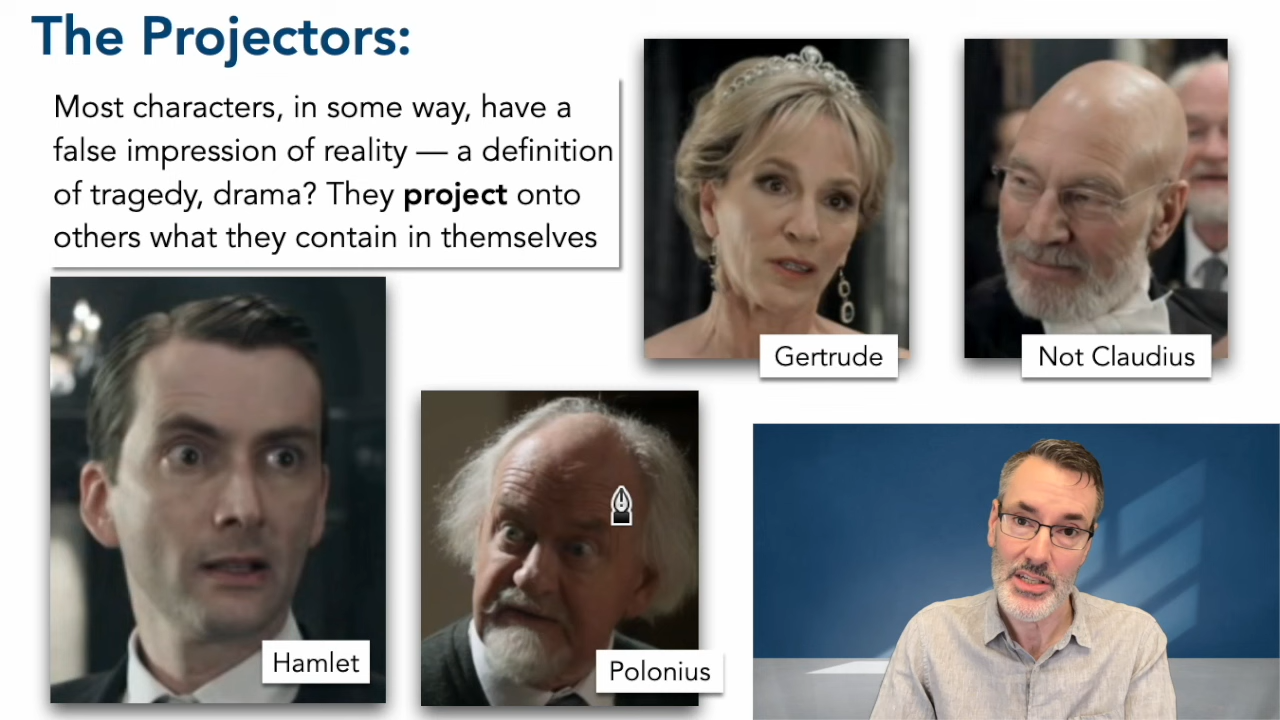 The Projectors:
Most characters, in some way, have a
false impression of reality — a definition
of tragedy, drama? They project onto
others what they contain in themselves
Gertrude
Not Claudius
Hamlet
Polonius